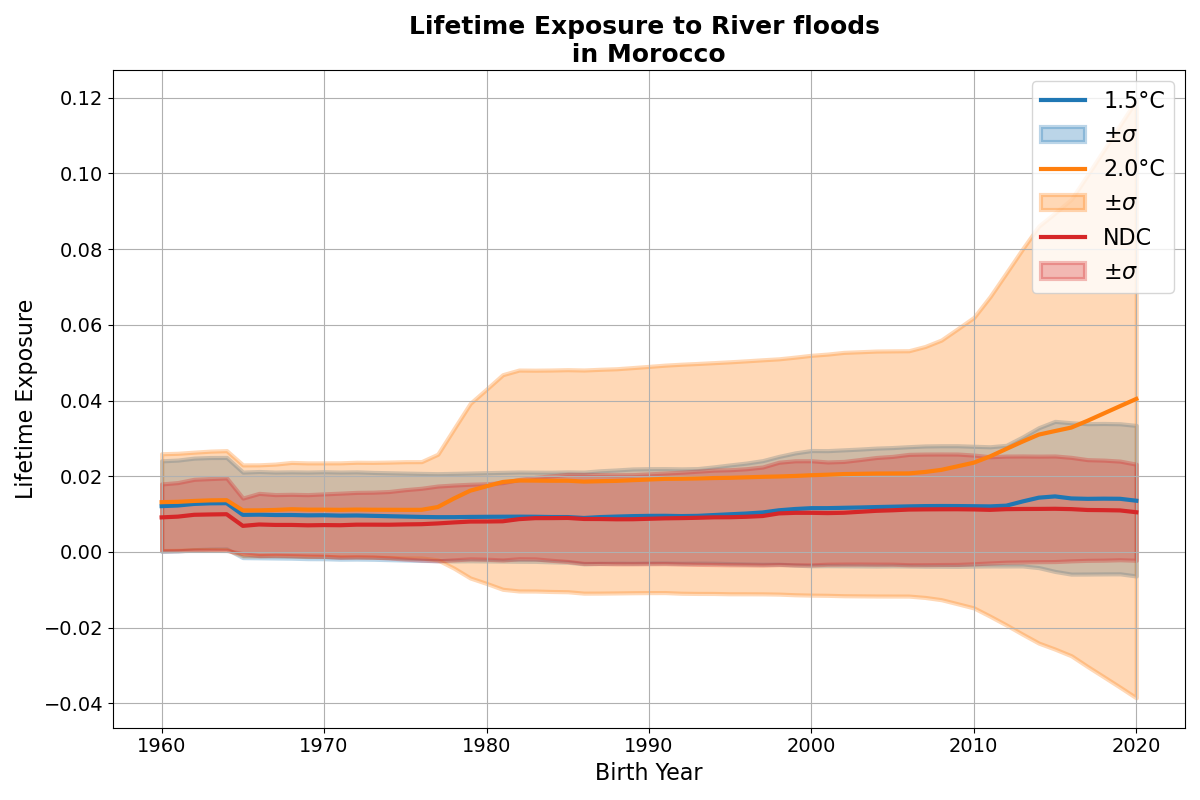 Lifetime Exposure to River floods
in Morocco
Lifetime Exposure
0.12
0.10
0.08
0.06
0.04
0.02
0.00
−0.02
−0.04
1960
1970
1980
1990
2000
2010
2020
Birth Year
1.5°C
±σ
2.0°C
±σ
NDC
±σ